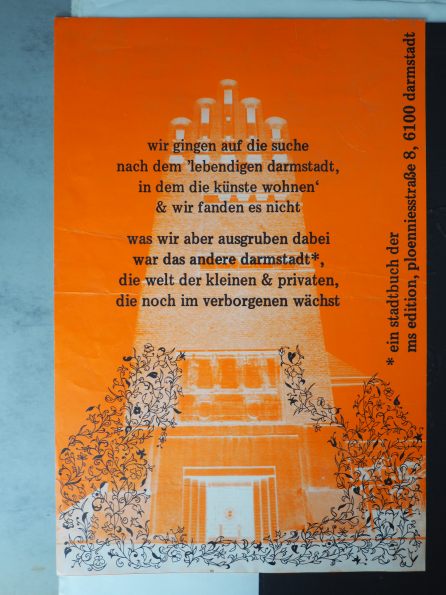 wir gingen auf die suche
nach dem 'lebendigen darmstadt,
in dem die künste wohnen'
& wir fanden es nicht
was wir aber ausgruben dabei
war das andere darmstadt*,
die welt der kleinen & privaten,
die noch im verborgenen wächst
* ein stadtbuch der
ms edition, ploenniesstraße 8, 6100 darmstadt